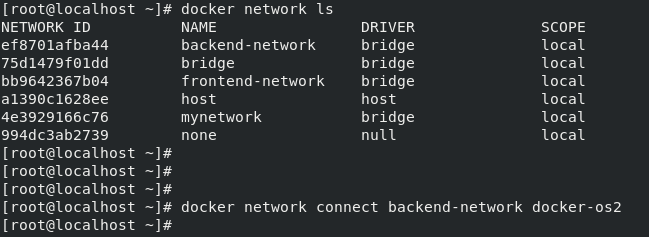 [root@localhost ~]# docker network ls
NETWORK ID          NAME                DRIVER              SCOPE
ef8701afba44        backend-network     bridge              local
75d1479f01dd        bridge              bridge              local
bb9642367b04        frontend-network    bridge              local
a1390c1628ee        host                host                local
4e3929166c76        mynetwork           bridge              local
994dc3ab2739        none                null                local
[root@localhost ~]#
[root@localhost ~]#
[root@localhost ~]#
[root@localhost ~]# docker network connect backend-network docker-os2
[root@localhost ~]#